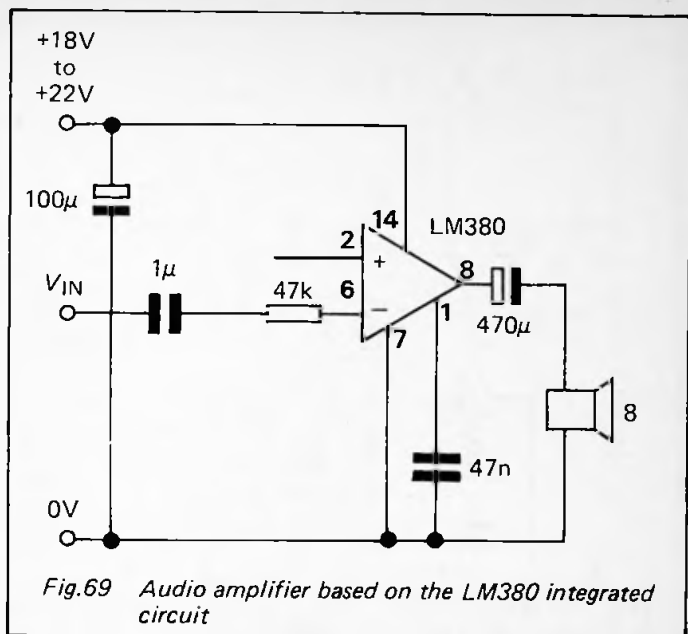 +18V
to
+22V
100µ
14
LM380
2
+
8
1µ
V_IN
47k
6
−
1
470µ
7
8
47n
0V
Fig.69 Audio amplifier based on the LM380 integrated
circuit